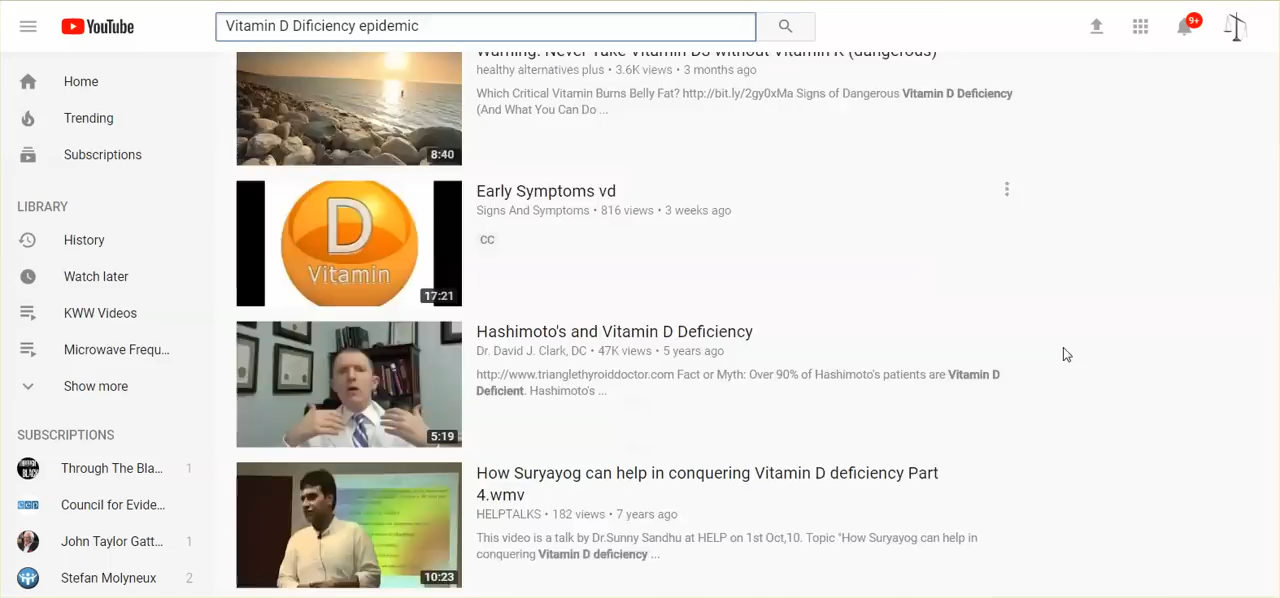 YouTube
Vitamin D Dificiency epidemic
9+
Home
Trending
Subscriptions
LIBRARY
History
Watch later
KWW Videos
Microwave Frequ...
Show more
SUBSCRIPTIONS
Through The Bla... 1
Council for Evide...
John Taylor Gatt... 1
Stefan Molyneux 2
Warning: Never Take Vitamin D3 without Vitamin K (dangerous)
healthy alternatives plus • 3.6K views • 3 months ago
Which Critical Vitamin Burns Belly Fat? http://bit.ly/2gy0xMa Signs of Dangerous Vitamin D Deficiency
(And What You Can Do ...
8:40
D
Vitamin
17:21
Early Symptoms vd
Signs And Symptoms • 816 views • 3 weeks ago
CC
5:19
Hashimoto's and Vitamin D Deficiency
Dr. David J. Clark, DC • 47K views • 5 years ago
http://www.trianglethyroiddoctor.com Fact or Myth: Over 90% of Hashimoto's patients are Vitamin D
Deficient. Hashimoto's ...
10:23
How Suryayog can help in conquering Vitamin D deficiency Part
4.wmv
HELPTALKS • 182 views • 7 years ago
This video is a talk by Dr.Sunny Sandhu at HELP on 1st Oct,10. Topic "How Suryayog can help in
conquering Vitamin D deficiency ...